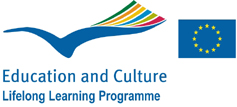 Education and Culture
Lifelong Learning Programme